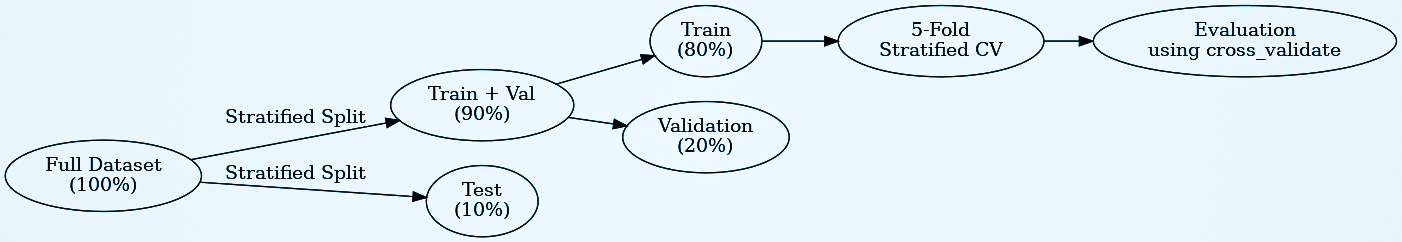 Full Dataset
(100%)
Stratified Split
Stratified Split
Train + Val
(90%)
Test
(10%)
Train
(80%)
Validation
(20%)
5-Fold
Stratified CV
Evaluation
using cross_validate